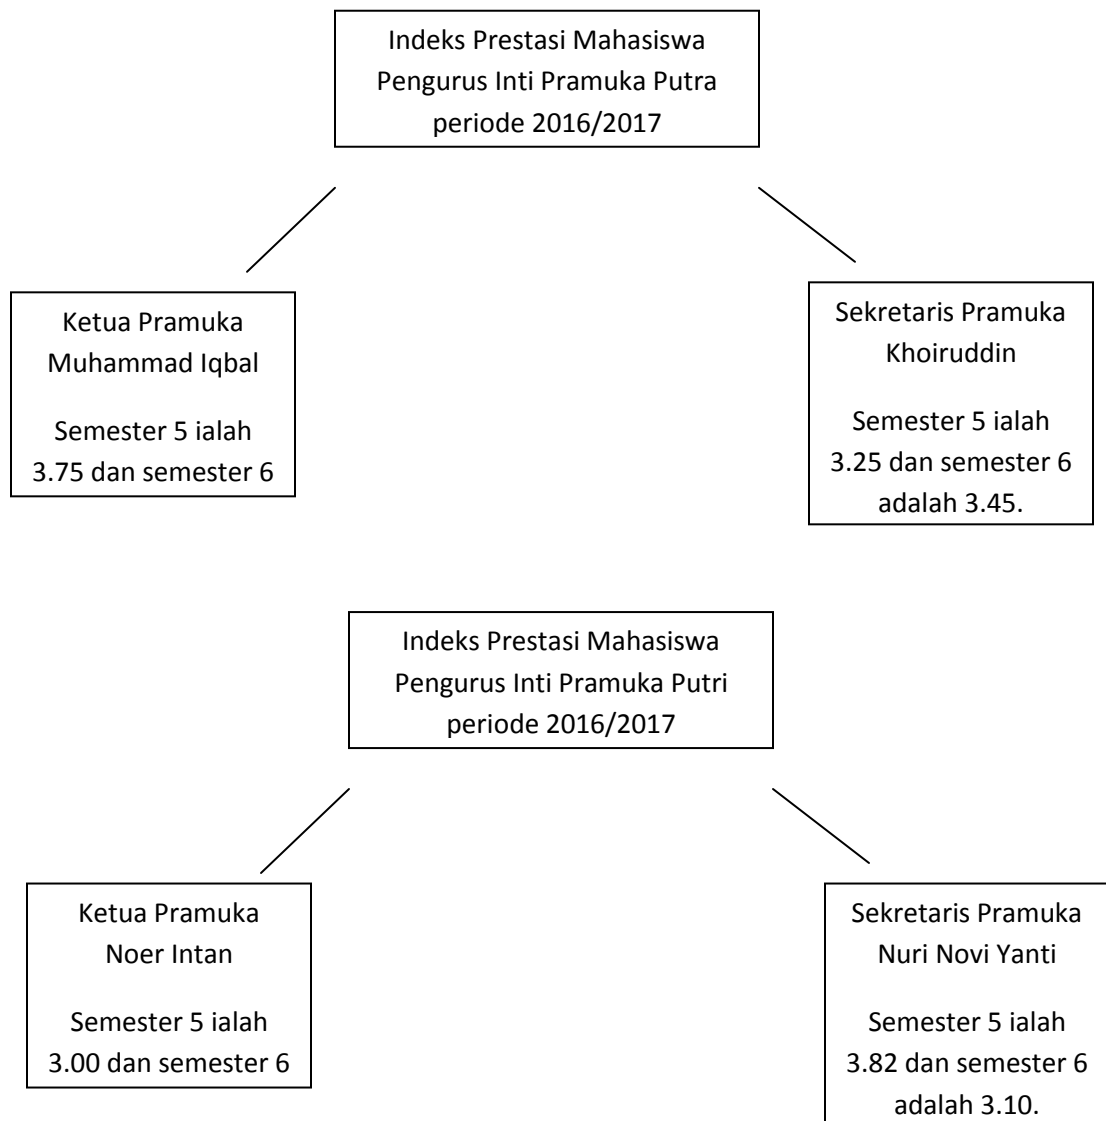 Indeks Prestasi Mahasiswa
Pengurus Inti Pramuka Putra
periode 2016/2017
Ketua Pramuka
Muhammad Iqbal
Semester 5 ialah
3.75 dan semester 6
Sekretaris Pramuka
Khoiruddin
Semester 5 ialah
3.25 dan semester 6
adalah 3.45.
Indeks Prestasi Mahasiswa
Pengurus Inti Pramuka Putri
periode 2016/2017
Ketua Pramuka
Noer Intan
Semester 5 ialah
3.00 dan semester 6
Sekretaris Pramuka
Nuri Novi Yanti
Semester 5 ialah
3.82 dan semester 6
adalah 3.10.